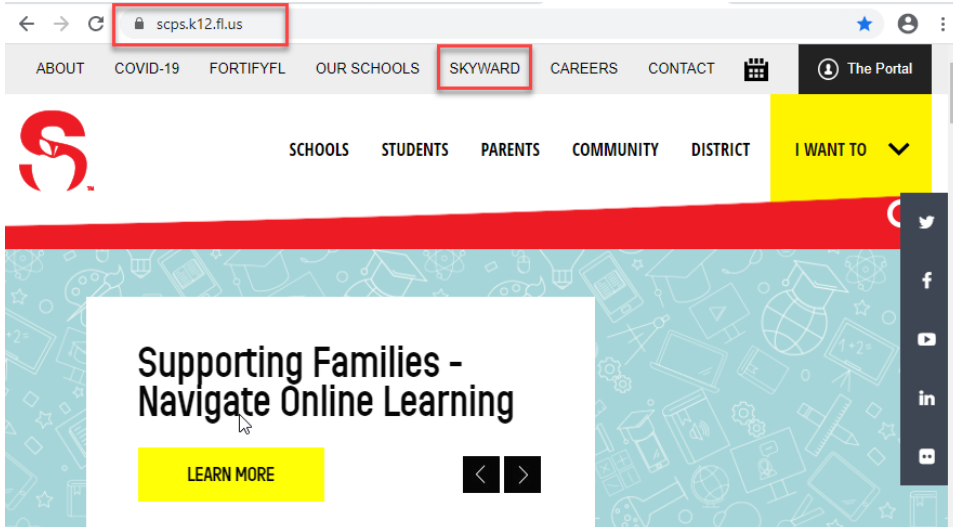 scps.k12.fl.us
ABOUT COVID-19 FORTIFYFL OUR SCHOOLS SKYWARD CAREERS CONTACT The Portal
S
TM
SCHOOLS STUDENTS PARENTS COMMUNITY DISTRICT I WANT TO
Supporting Families -
Navigate Online Learning
LEARN MORE